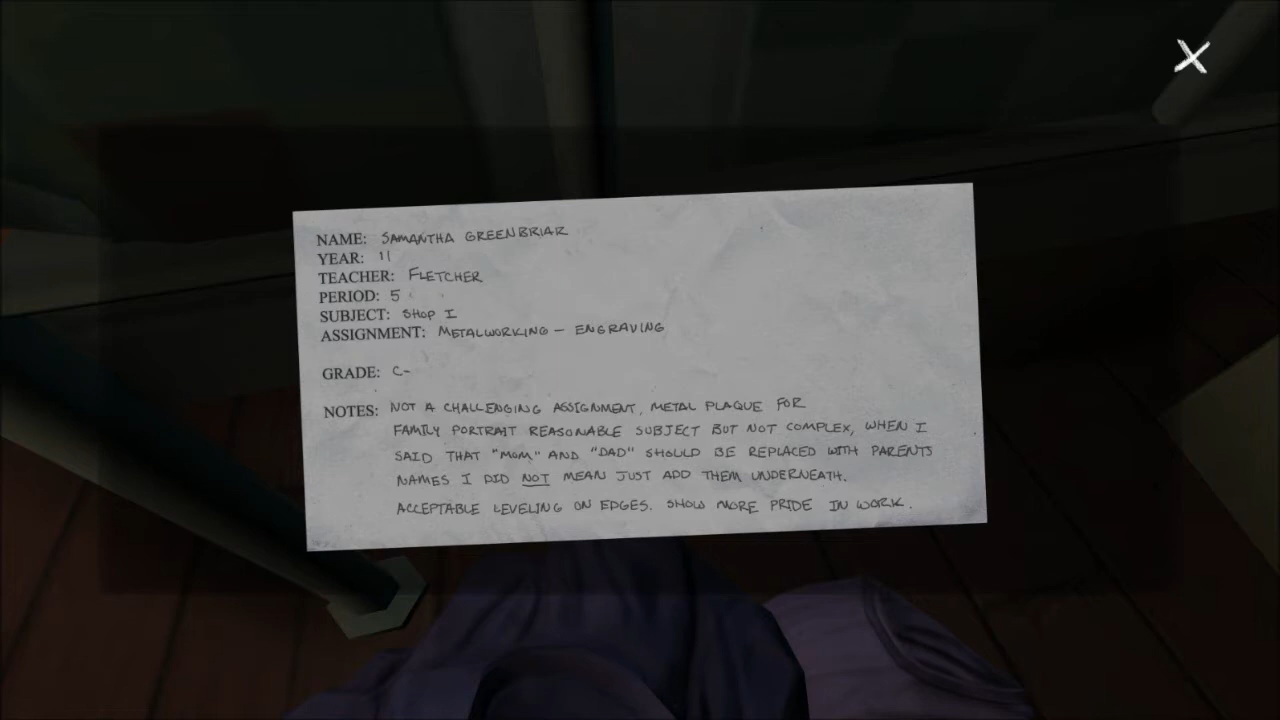 NAME: SAMANTHA GREENBRIAR
YEAR: 11
TEACHER: FLETCHER
PERIOD: 5
SUBJECT: SHOP I
ASSIGNMENT: METALWORKING - ENGRAVING
GRADE: C-
NOTES: NOT A CHALLENGING ASSIGNMENT, METAL PLAQUE FOR
FAMILY PORTRAIT REASONABLE SUBJECT BUT NOT COMPLEX, WHEN I
SAID THAT "MOM" AND "DAD" SHOULD BE REPLACED WITH PARENTS
NAMES I DID NOT MEAN JUST ADD THEM UNDERNEATH.
ACCEPTABLE LEVELING ON EDGES. SHOW MORE PRIDE IN WORK.